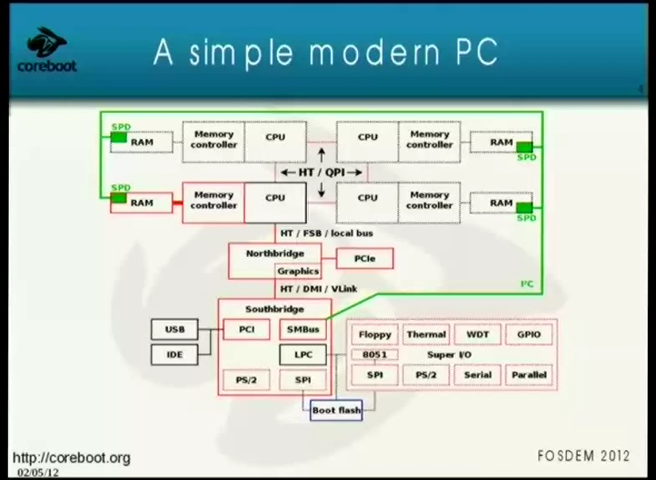 coreboot
A simple modern PC
4
SPD
RAM
Memory controller
CPU
CPU
Memory controller
RAM
SPD
HT / QPI
SPD
RAM
Memory controller
CPU
CPU
Memory controller
RAM
SPD
HT / FSB / local bus
Northbridge
Graphics
PCIe
HT / DMI / VLink
I²C
Southbridge
USB
PCI
SMBus
Floppy
Thermal
WDT
GPIO
IDE
LPC
8051
Super I/O
PS/2
SPI
SPI
PS/2
Serial
Parallel
Boot flash
http://coreboot.org
02/05/12
FOSDEM 2012